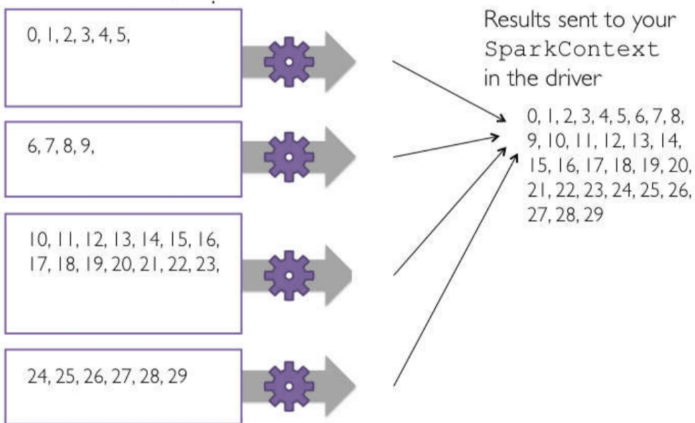 0, 1, 2, 3, 4, 5,
6, 7, 8, 9,
10, 11, 12, 13, 14, 15, 16,
17, 18, 19, 20, 21, 22, 23,
24, 25, 26, 27, 28, 29
Results sent to your
SparkContext
in the driver
0, 1, 2, 3, 4, 5, 6, 7, 8,
9, 10, 11, 12, 13, 14,
15, 16, 17, 18, 19, 20,
21, 22, 23, 24, 25, 26,
27, 28, 29